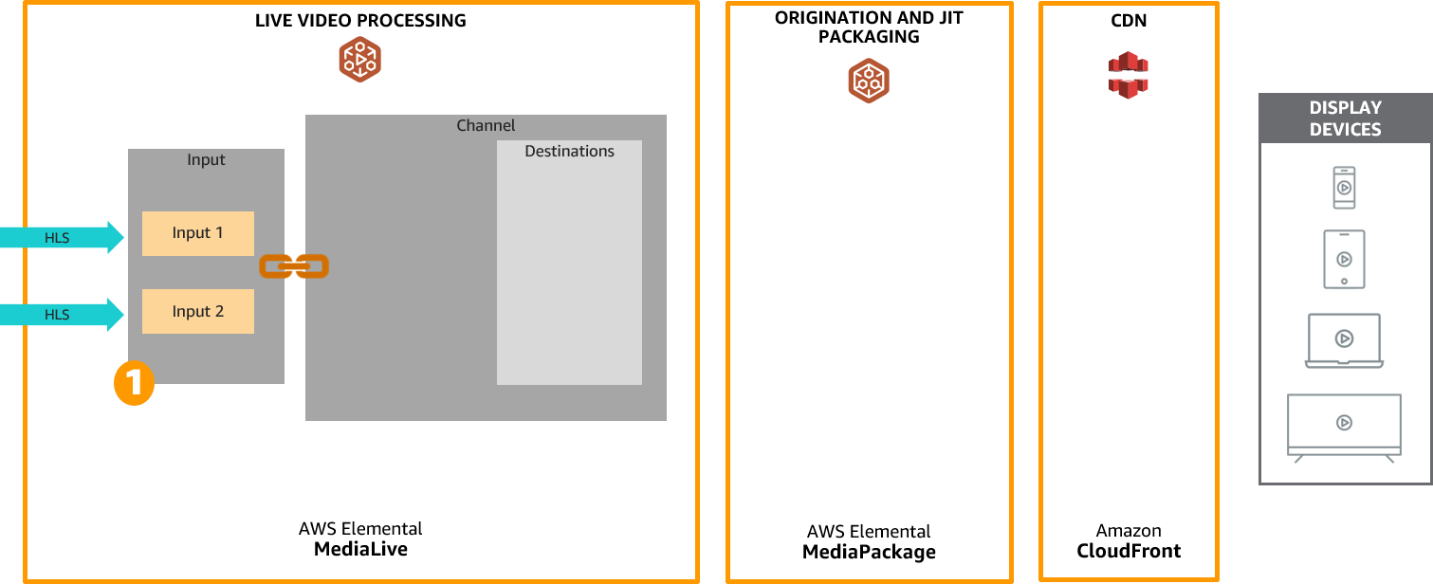 LIVE VIDEO PROCESSING
Channel
Destinations
Input
Input 1
Input 2
HLS
HLS
1
AWS Elemental
MediaLive
ORIGINATION AND JIT
PACKAGING
AWS Elemental
MediaPackage
CDN
Amazon
CloudFront
DISPLAY
DEVICES